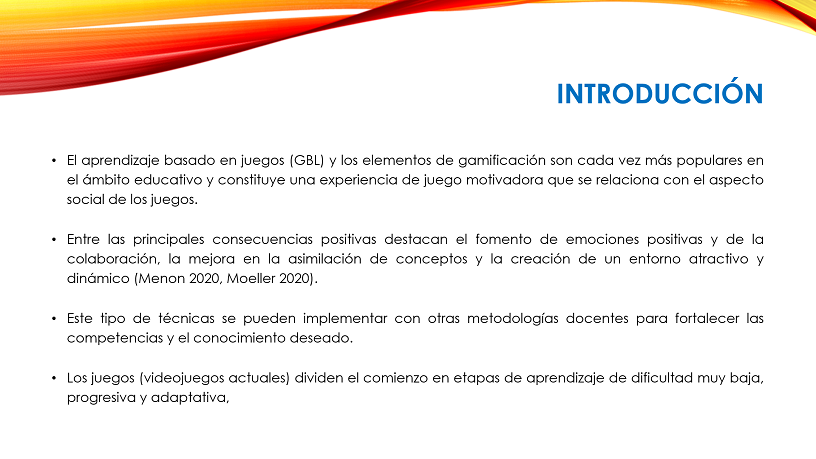 INTRODUCCIÓN
• El aprendizaje basado en juegos (GBL) y los elementos de gamificación son cada vez más populares en
el ámbito educativo y constituye una experiencia de juego motivadora que se relaciona con el aspecto
social de los juegos.
• Entre las principales consecuencias positivas destacan el fomento de emociones positivas y de la
colaboración, la mejora en la asimilación de conceptos y la creación de un entorno atractivo y
dinámico (Menon 2020, Moeller 2020).
• Este tipo de técnicas se pueden implementar con otras metodologías docentes para fortalecer las
competencias y el conocimiento deseado.
• Los juegos (videojuegos actuales) dividen el comienzo en etapas de aprendizaje de dificultad muy baja,
progresiva y adaptativa,